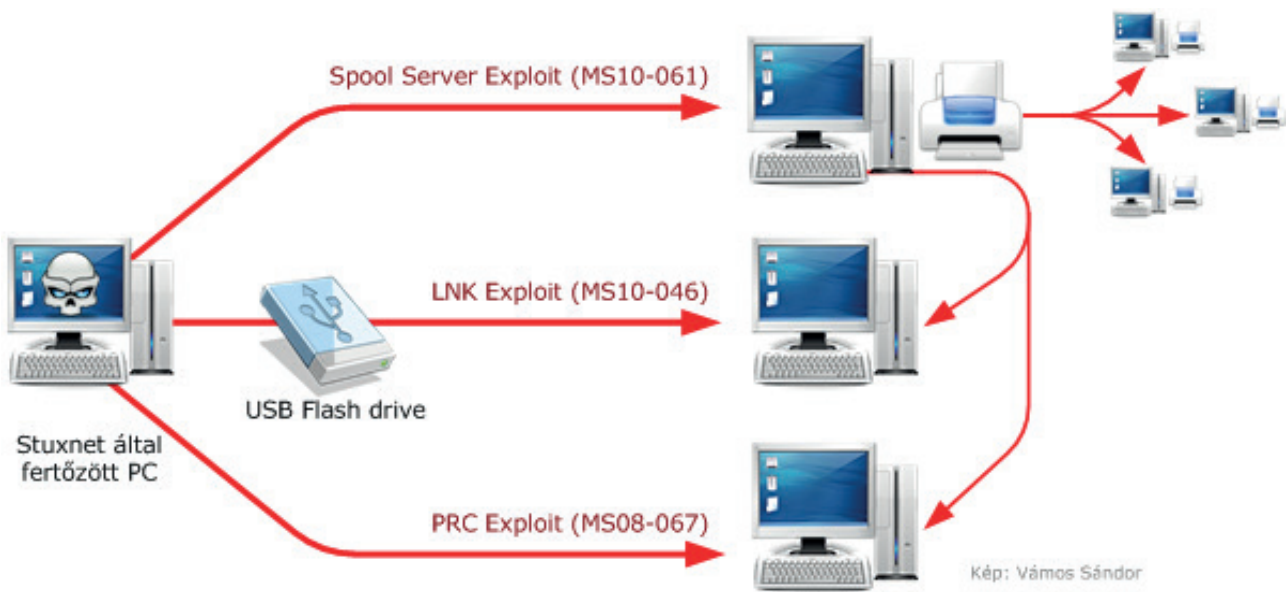 Spool Server Exploit (MS10-061)
LNK Exploit (MS10-046)
USB Flash drive
Stuxnet által
fertőzött PC
PRC Exploit (MS08-067)
Kép: Vámos Sándor